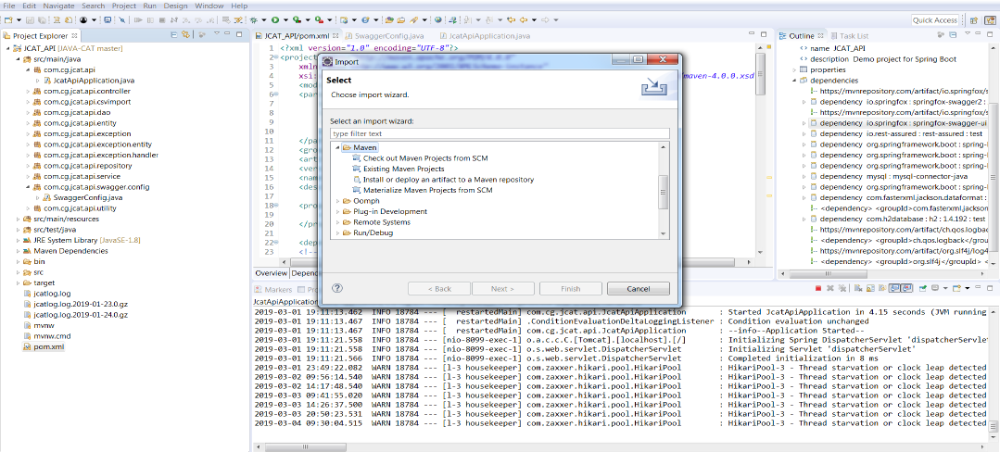 File Edit Navigate Search Project Run Design Window Help
Quick Access
Project Explorer
JCAT_API [JAVA-CAT master]
src/main/java
com.cg.jcat.api
JcatApiApplication.java
com.cg.jcat.api.controller
com.cg.jcat.api.csvimport
com.cg.jcat.api.dao
com.cg.jcat.api.entity
com.cg.jcat.api.exception
com.cg.jcat.api.exception.entity
com.cg.jcat.api.exception.handler
com.cg.jcat.api.repository
com.cg.jcat.api.service
com.cg.jcat.api.swagger.config
SwaggerConfig.java
com.cg.jcat.api.utility
src/main/resources
src/test/java
JRE System Library [JavaSE-1.8]
Maven Dependencies
bin
src
target
jcatlog.log
jcatlog.log.2019-01-23.0.gz
jcatlog.log.2019-01-24.0.gz
mvnw
mvnw.cmd
pom.xml
JCAT_API/pom.xml
SwaggerConfig.java
JcatApiApplication.java
1 <?xml version="1.0" encoding="UTF-8"?>
2 <project
3 xmln
4 xsi: maven-4.0.0.xsd
5 <mod
6 <par
7
8
9
10
11 </pa
12 <gro
13 <art
14 <ver
15 <nam
16 <des
17
18 <pro
19
20 </pr
21
22 <dep
23 <!--
Overview Depend
Import
Select
Choose import wizard.
Select an import wizard:
type filter text
Maven
Check out Maven Projects from SCM
Existing Maven Projects
Install or deploy an artifact to a Maven repository
Materialize Maven Projects from SCM
Oomph
Plug-in Development
Remote Systems
Run/Debug
< Back
Next >
Finish
Cancel
Outline
Task List
name JCAT_API
description Demo project for Spring Boot
properties
dependencies
https://mvnrepository.com/artifact/io.springfox/
dependency io.springfox : springfox-swagger2 :
https://mvnrepository.com/artifact/io.springfox/s
dependency io.springfox : springfox-swagger-ui
dependency io.rest-assured : rest-assured : test
dependency org.springframework.boot : spring-
dependency org.springframework.boot : spring-
dependency mysql : mysql-connector-java
dependency org.springframework.boot : spring-
dependency com.fasterxml.jackson.dataformat :
<dependency> <groupId>com.fasterxml.jackson
dependency com.h2database : h2 : 1.4.192 : test
https://mvnrepository.com/artifact/ch.qos.logback
<dependency> <groupId>ch.qos.logback</group
https://mvnrepository.com/artifact/org.slf4j/log4
<dependency> <groupId>org.slf4j</groupId>
Markers
JcatApiApplication
2019-03-01 19:11:13.462 INFO 18784 --- [ restartedMain] com.cg.jcat.api.JcatApiApplication : Started JcatApiApplication in 4.15 seconds (JVM running
2019-03-01 19:11:13.467 INFO 18784 --- [ restartedMain] .ConditionEvaluationDeltaLoggingListener : Condition evaluation unchanged
2019-03-01 19:11:13.467 INFO 18784 --- [ restartedMain] com.cg.jcat.api.JcatApiApplication : --info--Application Started--
2019-03-01 19:11:21.558 INFO 18784 --- [nio-8099-exec-1] o.a.c.c.C.[Tomcat].[localhost].[/] : Initializing Spring DispatcherServlet 'dispatcherServlet
2019-03-01 19:11:21.558 INFO 18784 --- [nio-8099-exec-1] o.s.web.servlet.DispatcherServlet : Initializing Servlet 'dispatcherServlet'
2019-03-01 19:11:21.566 INFO 18784 --- [nio-8099-exec-1] o.s.web.servlet.DispatcherServlet : Completed initialization in 8 ms
2019-03-01 23:49:22.082 WARN 18784 --- [l-3 housekeeper] com.zaxxer.hikari.pool.HikariPool : HikariPool-3 - Thread starvation or clock leap detected
2019-03-02 09:56:14.540 WARN 18784 --- [l-3 housekeeper] com.zaxxer.hikari.pool.HikariPool : HikariPool-3 - Thread starvation or clock leap detected
2019-03-02 14:17:48.540 WARN 18784 --- [l-3 housekeeper] com.zaxxer.hikari.pool.HikariPool : HikariPool-3 - Thread starvation or clock leap detected
2019-03-03 09:41:55.020 WARN 18784 --- [l-3 housekeeper] com.zaxxer.hikari.pool.HikariPool : HikariPool-3 - Thread starvation or clock leap detected
2019-03-03 14:26:37.500 WARN 18784 --- [l-3 housekeeper] com.zaxxer.hikari.pool.HikariPool : HikariPool-3 - Thread starvation or clock leap detected
2019-03-03 20:50:23.531 WARN 18784 --- [l-3 housekeeper] com.zaxxer.hikari.pool.HikariPool : HikariPool-3 - Thread starvation or clock leap detected
2019-03-04 09:30:04.515 WARN 18784 --- [l-3 housekeeper] com.zaxxer.hikari.pool.HikariPool : HikariPool-3 - Thread starvation or clock leap detected